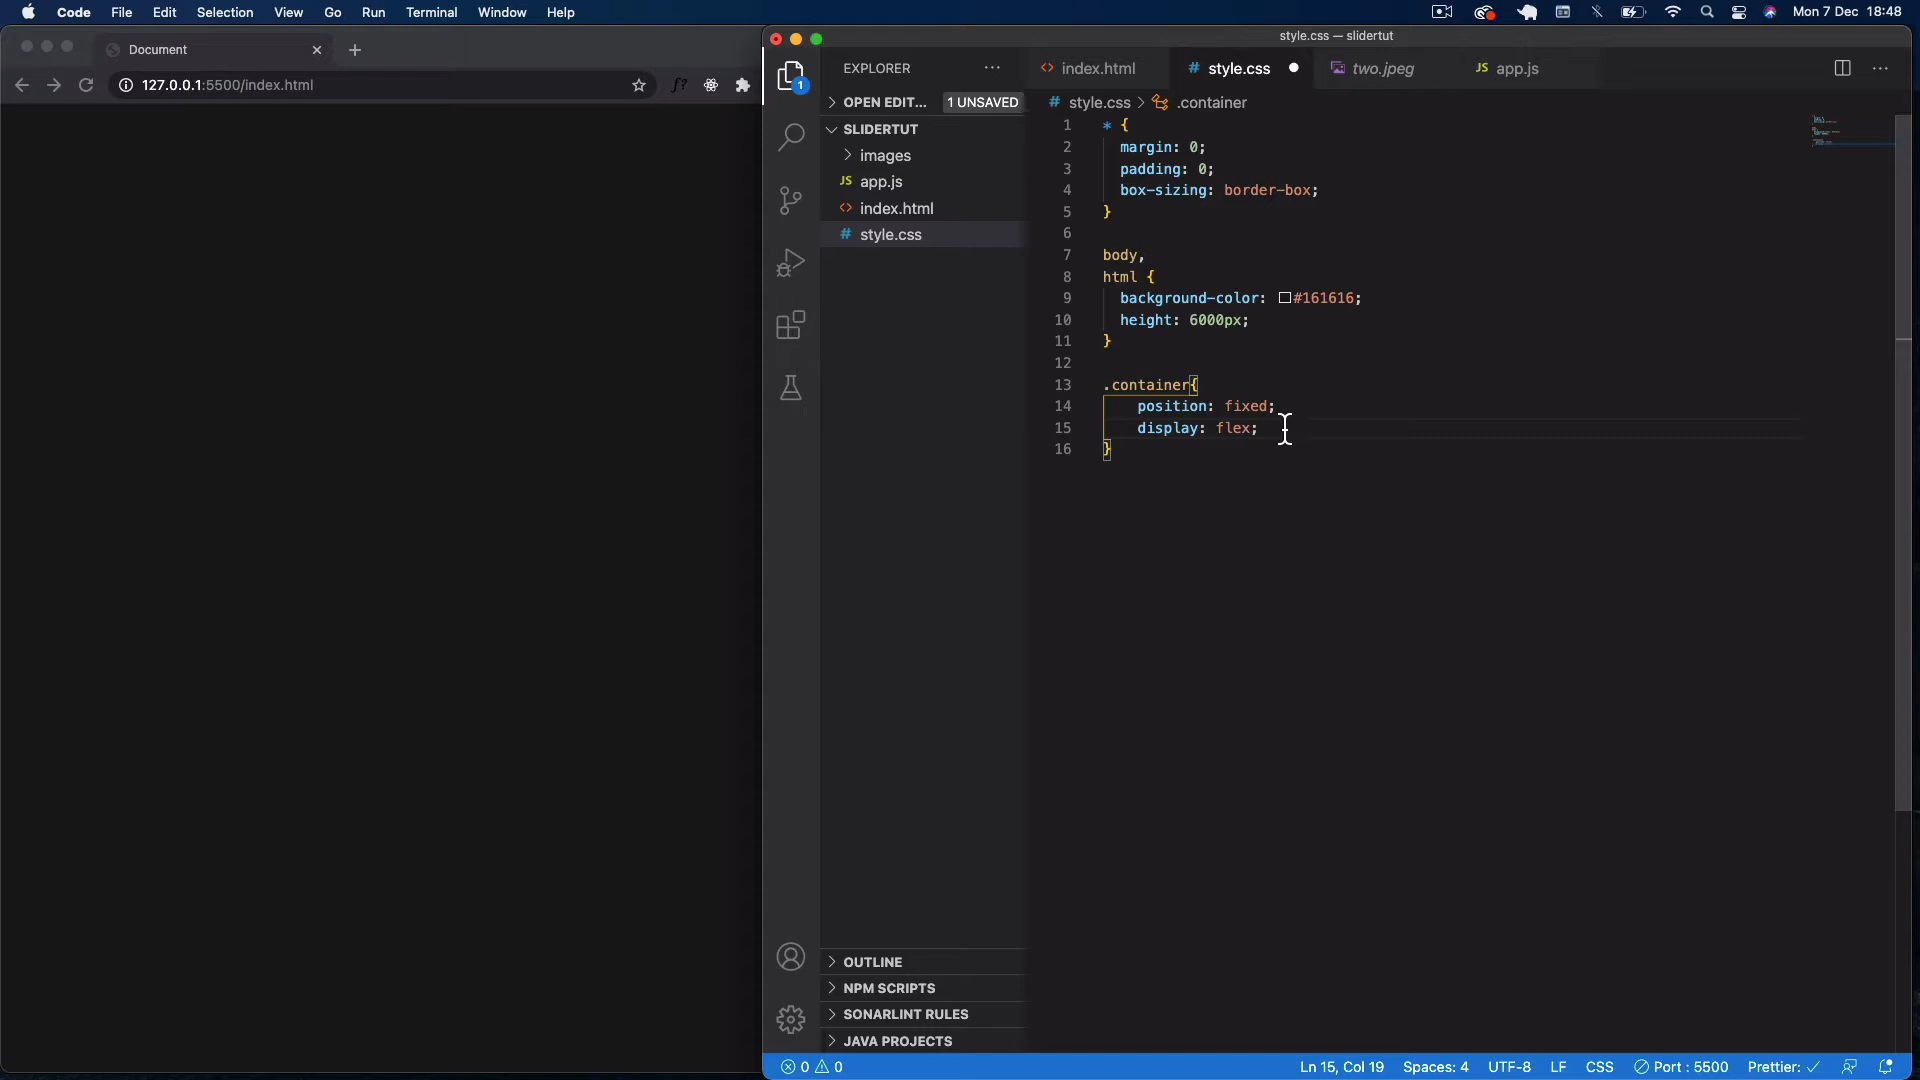 Code File Edit Selection View Go Run Terminal Window Help Mon 7 Dec 18:48
Document
127.0.0.1:5500/index.html
style.css — slidertut
EXPLORER
OPEN EDIT... 1 UNSAVED
SLIDERTUT
images
JS app.js
<> index.html
# style.css
OUTLINE
NPM SCRIPTS
SONARLINT RULES
JAVA PROJECTS
1
<> index.html # style.css two.jpeg JS app.js
# style.css > .container
1 * {
2 margin: 0;
3 padding: 0;
4 box-sizing: border-box;
5 }
6
7 body,
8 html {
9 background-color: #161616;
10 height: 6000px;
11 }
12
13 .container{
14 position: fixed;
15 display: flex;
16 }
0 0 Ln 15, Col 19 Spaces: 4 UTF-8 LF CSS Port : 5500 Prettier: ✓